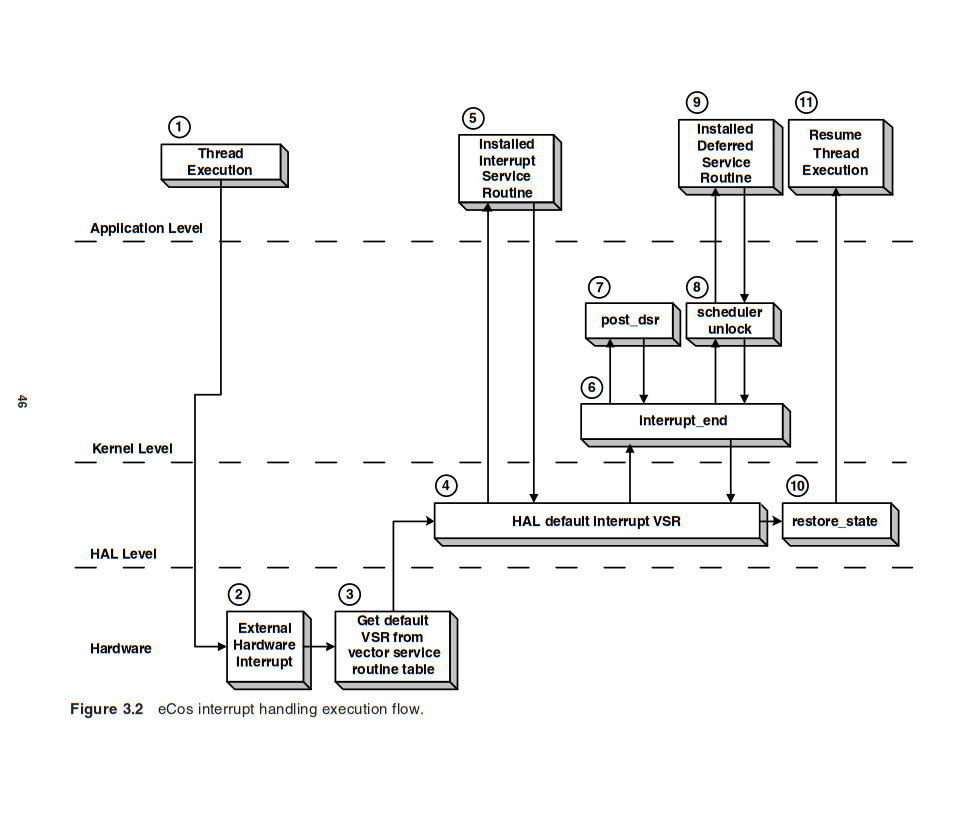 1
Thread
Execution
5
Installed
Interrupt
Service
Routine
9
Installed
Deferred
Service
Routine
11
Resume
Thread
Execution
Application Level
7
post_dsr
8
scheduler
unlock
6
interrupt_end
46
Kernel Level
4
HAL default Interrupt VSR
10
restore_state
HAL Level
2
External
Hardware
Interrupt
3
Get default
VSR from
vector service
routine table
Hardware
Figure 3.2 eCos interrupt handling execution flow.